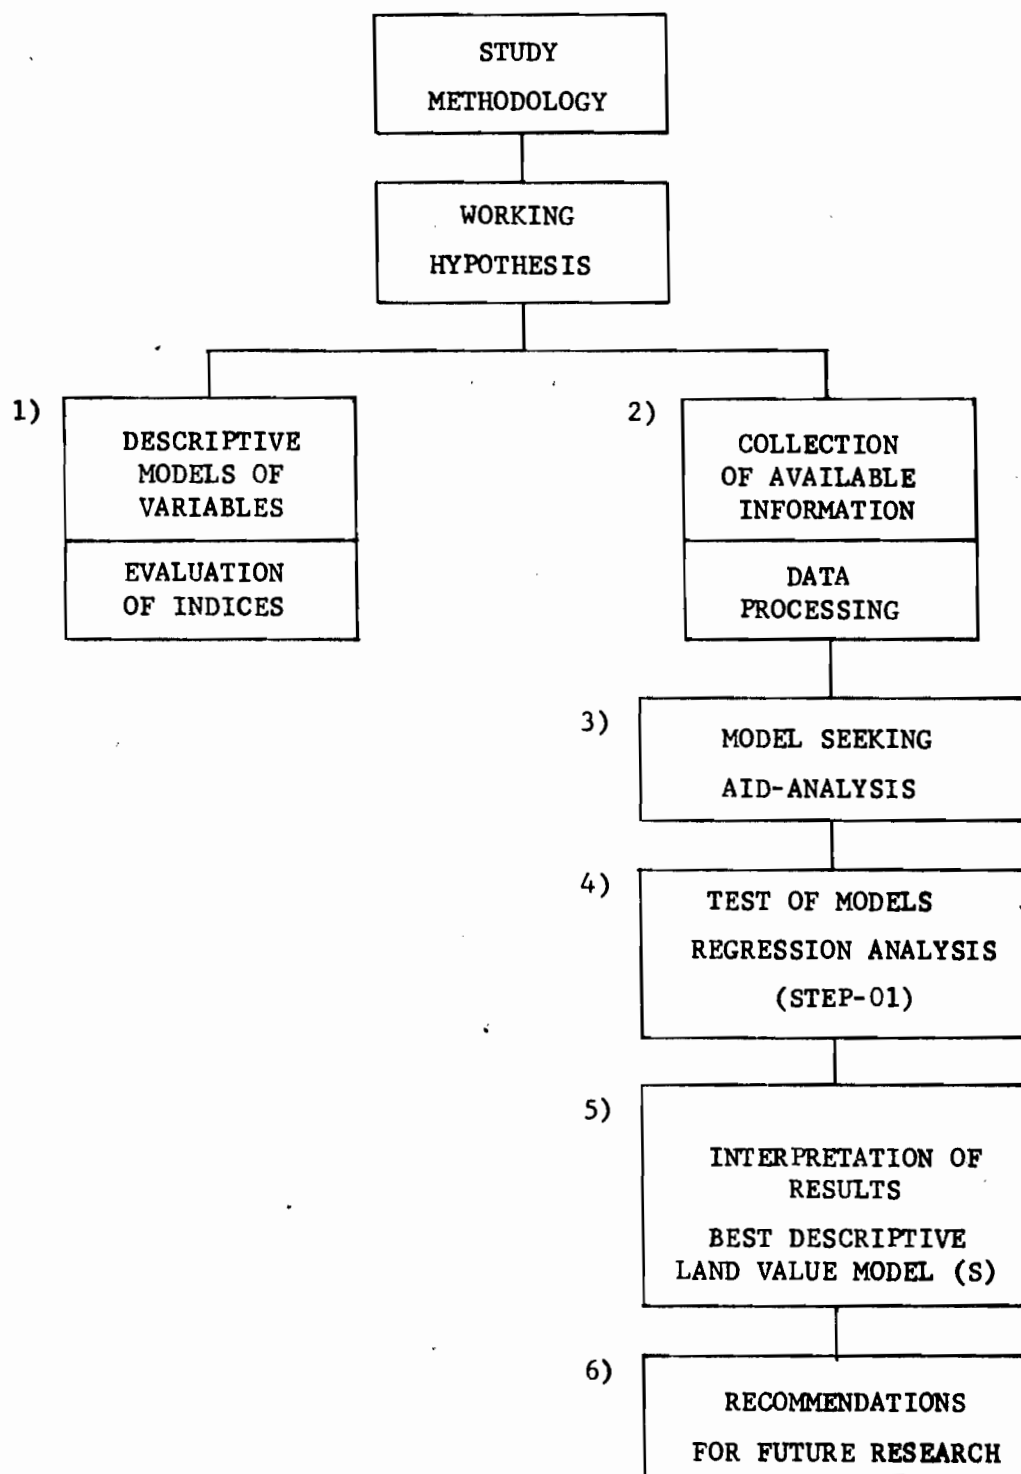 STUDY
METHODOLOGY
WORKING
HYPOTHESIS
1)
DESCRIPTIVE
MODELS OF
VARIABLES
EVALUATION
OF INDICES
2)
COLLECTION
OF AVAILABLE
INFORMATION
DATA
PROCESSING
3)
MODEL SEEKING
AID-ANALYSIS
4)
TEST OF MODELS
REGRESSION ANALYSIS
(STEP-01)
5)
INTERPRETATION OF
RESULTS
BEST DESCRIPTIVE
LAND VALUE MODEL (S)
6)
RECOMMENDATIONS
FOR FUTURE RESEARCH